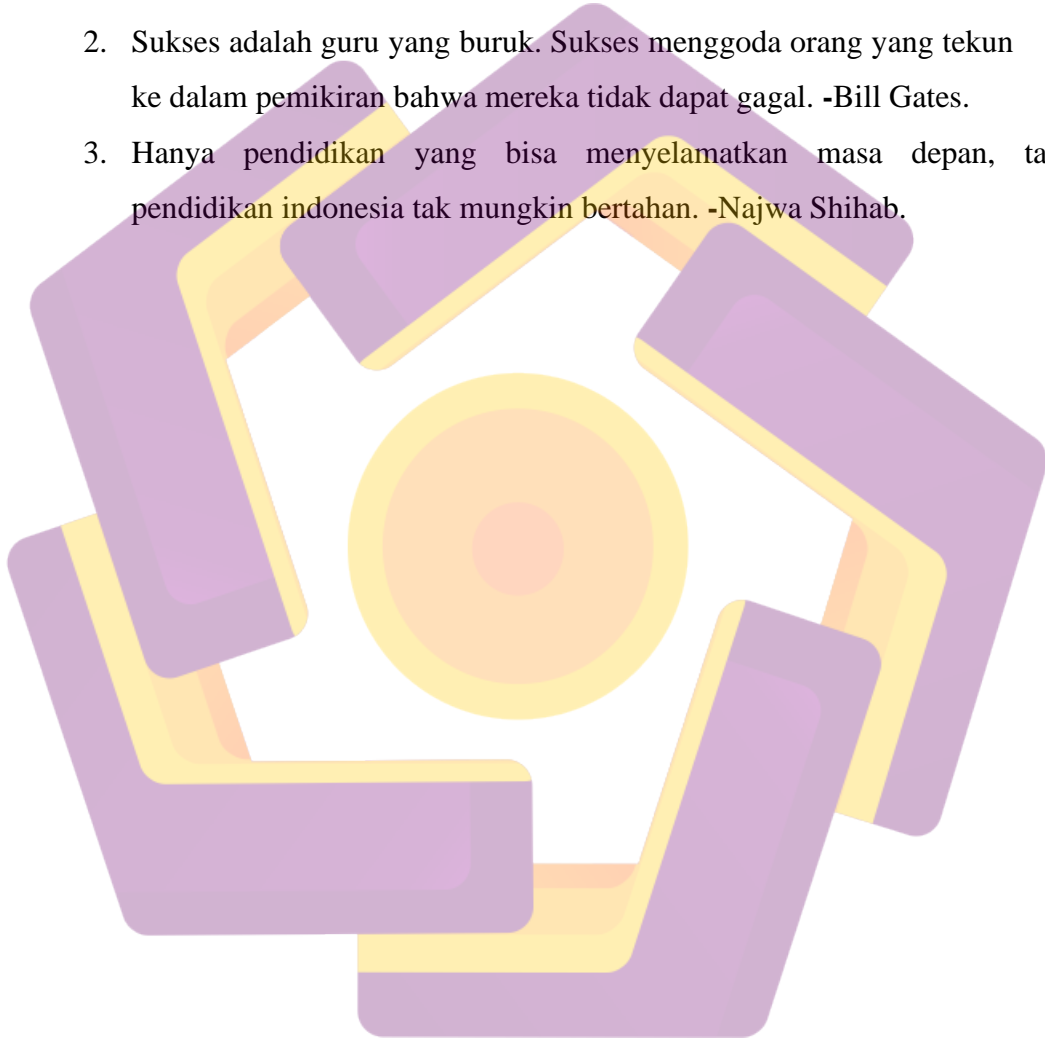 2. Sukses adalah guru yang buruk. Sukses menggoda orang yang tekun
ke dalam pemikiran bahwa mereka tidak dapat gagal. -Bill Gates.
3. Hanya pendidikan yang bisa menyelamatkan masa depan, ta
pendidikan indonesia tak mungkin bertahan. -Najwa Shihab.